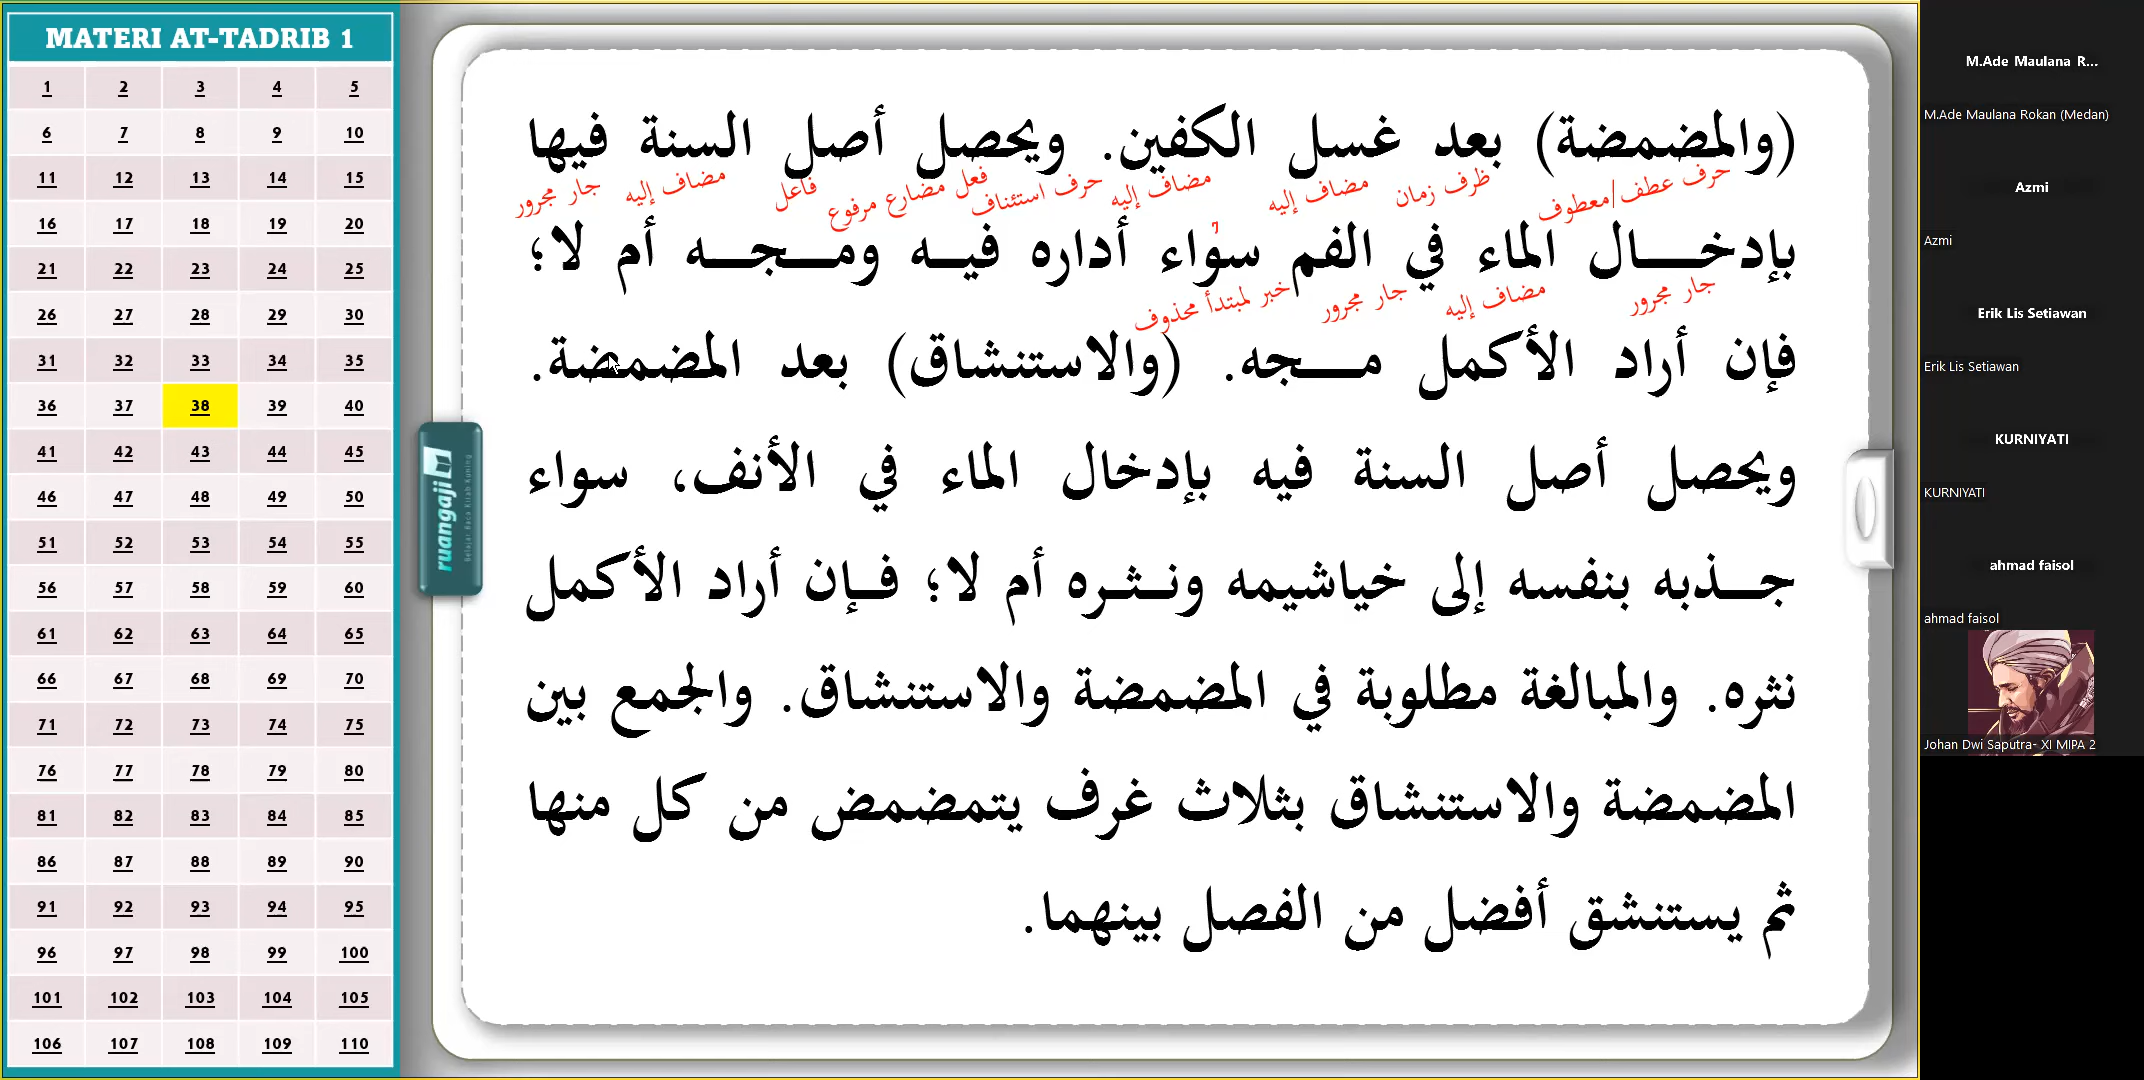 MATERI AT-TADRIB 1
1 2 3 4 5
6 7 8 9 10
11 12 13 14 15
16 17 18 19 20
21 22 23 24 25
26 27 28 29 30
31 32 33 34 35
36 37 38 39 40
41 42 43 44 45
46 47 48 49 50
51 52 53 54 55
56 57 58 59 60
61 62 63 64 65
66 67 68 69 70
71 72 73 74 75
76 77 78 79 80
81 82 83 84 85
86 87 88 89 90
91 92 93 94 95
96 97 98 99 100
101 102 103 104 105
106 107 108 109 110
ruangaji
Belajar Baca Kitab Kuning
(والمضمضة) بعد غسل الكفين. ويحصل أصل السنة فيها
حرف عطف/معطوف ظرف زمان مضاف إليه مضاف إليه حرف استئناف فعل مضارع مرفوع فاعل مضاف إليه جار مجرور
بإدخال الماء في الفم سواء أداره فيه ومجه أم لا؛
جار مجرور مضاف إليه جار مجرور خبر لمبتدأ محذوف
فإن أراد الأكمل مجه. (والاستنشاق) بعد المضمضة.
ويحصل أصل السنة فيه بإدخال الماء في الأنف، سواء
جذبه بنفسه إلى خياشيمه ونثره أم لا؛ فإن أراد الأكمل
نثره. والمبالغة مطلوبة في المضمضة والاستنشاق. والجمع بين
المضمضة والاستنشاق بثلاث غرف يتمضمض من كل منها
ثم يستنشق أفضل من الفصل بينهما.
M.Ade Maulana R...
M.Ade Maulana Rokan (Medan)
Azmi
Azmi
Erik Lis Setiawan
Erik Lis Setiawan
KURNIYATI
KURNIYATI
ahmad faisol
ahmad faisol
Johan Dwi Saputra- XI MIPA 2